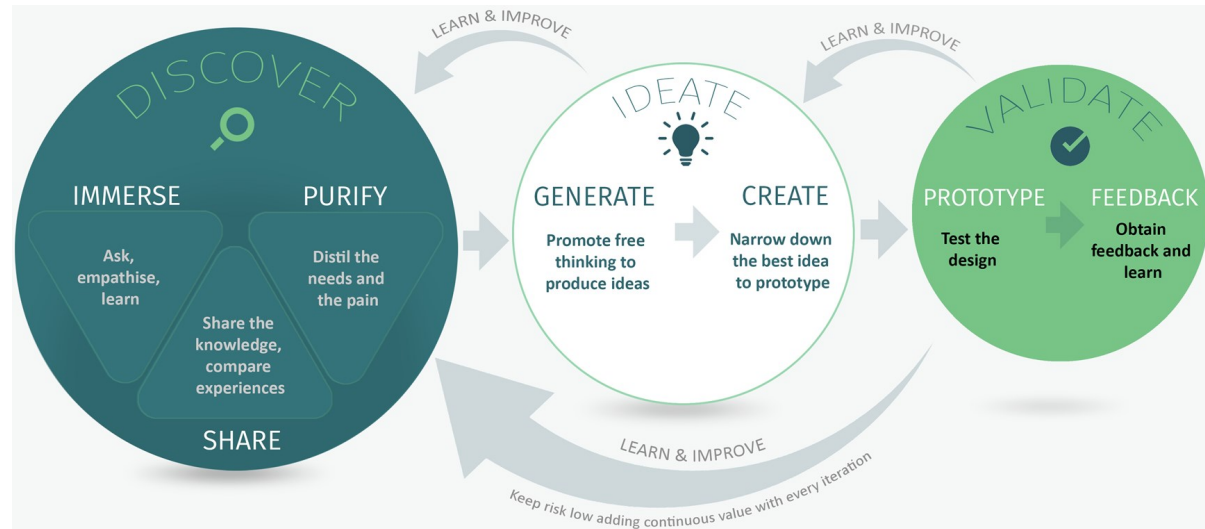 DISCOVER
IMMERSE
Ask,
empathise,
learn
PURIFY
Distil the
needs and
the pain
Share the
knowledge,
compare
experiences
SHARE
LEARN & IMPROVE
IDEATE
GENERATE
Promote free
thinking to
produce ideas
CREATE
Narrow down
the best idea
to prototype
LEARN & IMPROVE
VALIDATE
PROTOTYPE
Test the
design
FEEDBACK
Obtain
feedback and
learn
LEARN & IMPROVE
Keep risk low adding continuous value with every iteration